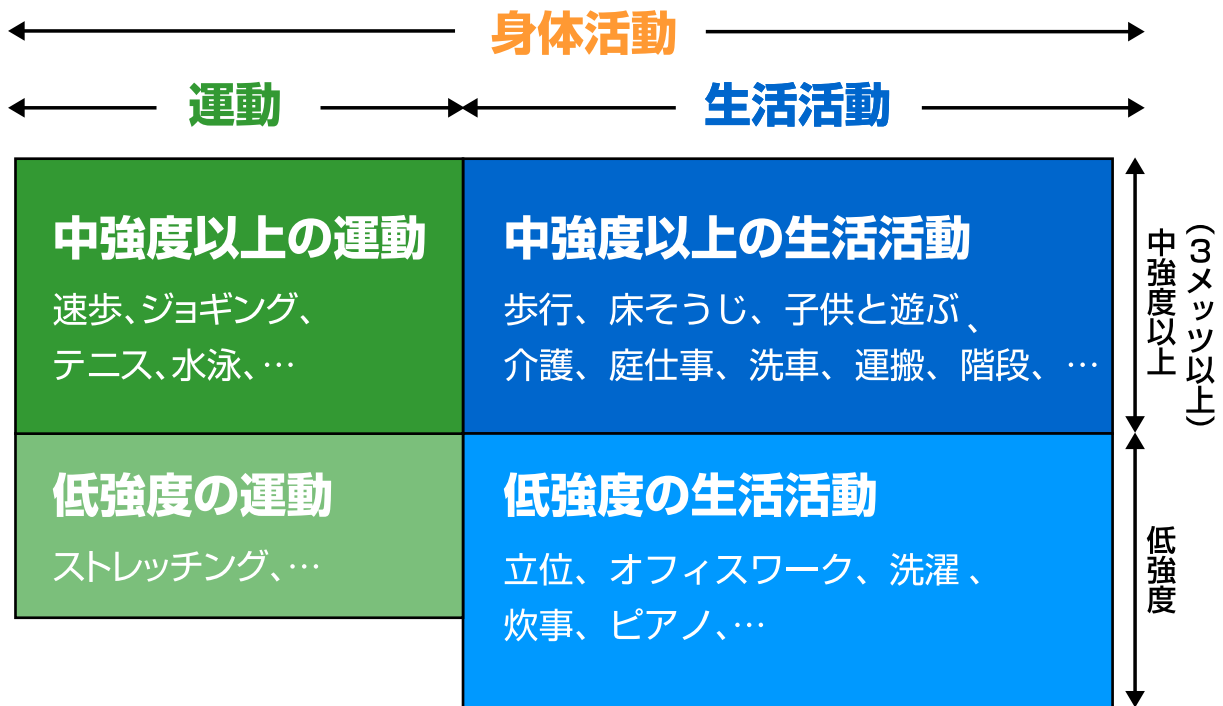 身体活動
運動
生活活動
中強度以上の運動
速歩、ジョギング、
テニス、水泳、…
中強度以上の生活活動
歩行、床そうじ、子供と遊ぶ、
介護、庭仕事、洗車、運搬、階段、…
(3メッツ以上)
中強度以上
低強度の運動
ストレッチング、…
低強度の生活活動
立位、オフィスワーク、洗濯、
炊事、ピアノ、…
低強度